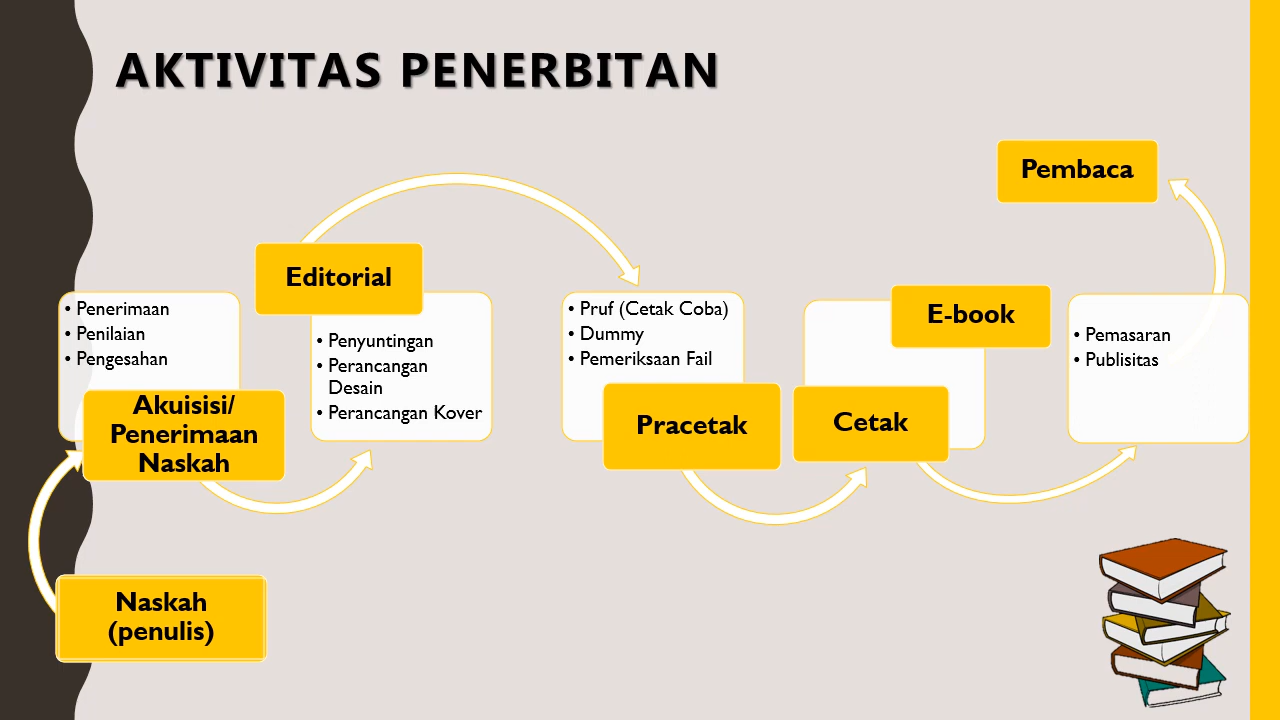 AKTIVITAS PENERBITAN
Naskah
(penulis)
• Penerimaan
• Penilaian
• Pengesahan
Akuisisi/
Penerimaan
Naskah
Editorial
• Penyuntingan
• Perancangan
Desain
• Perancangan Kover
• Pruf (Cetak Coba)
• Dummy
• Pemeriksaan Fail
Pracetak
E-book
Cetak
• Pemasaran
• Publisitas
Pembaca